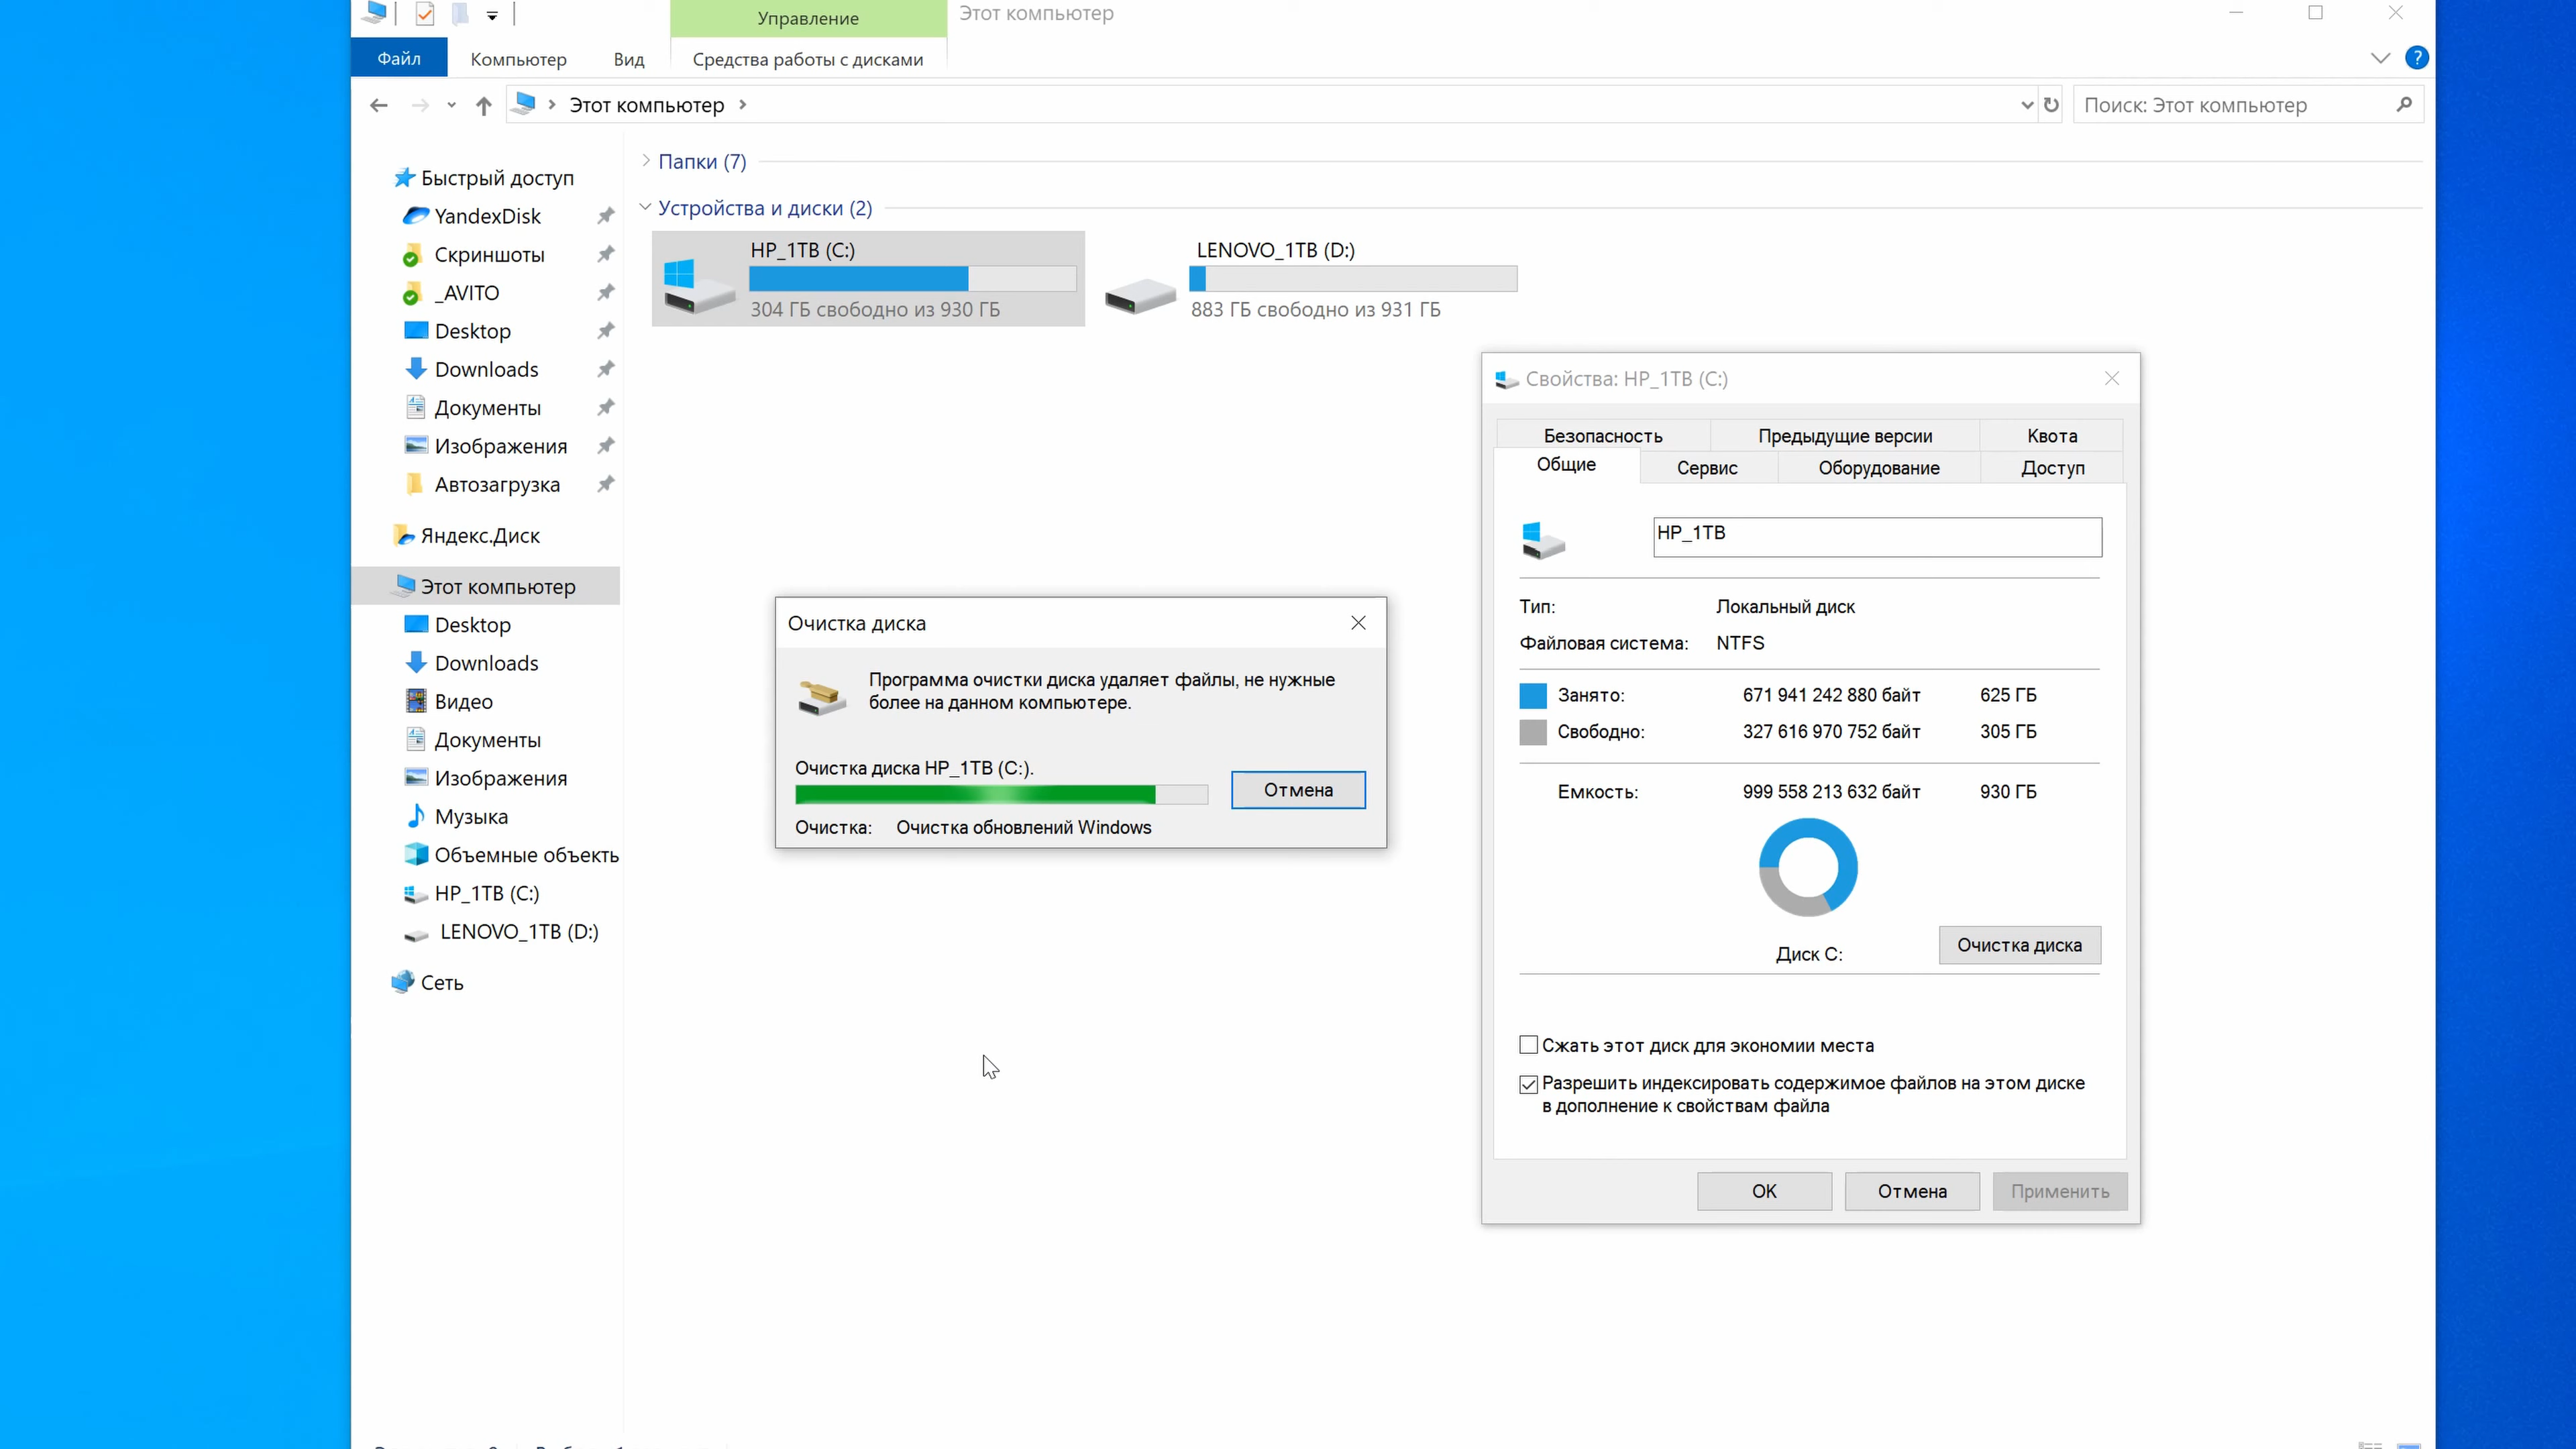 Управление
Этот компьютер
Файл
Компьютер
Вид
Средства работы с дисками
?
Этот компьютер
Поиск: Этот компьютер
Быстрый доступ
YandexDisk
Скриншоты
_AVITO
Desktop
Downloads
Документы
Изображения
Автозагрузка
Яндекс.Диск
Этот компьютер
Desktop
Downloads
Видео
Документы
Изображения
Музыка
Объемные объекть
HP_1TB (C:)
LENOVO_1TB (D:)
Сеть
Папки (7)
Устройства и диски (2)
HP_1TB (C:)
304 ГБ свободно из 930 ГБ
LENOVO_1TB (D:)
883 ГБ свободно из 931 ГБ
Очистка диска
Программа очистки диска удаляет файлы, не нужные
более на данном компьютере.
Очистка диска HP_1TB (C:).
Отмена
Очистка: Очистка обновлений Windows
Свойства: HP_1TB (C:)
Безопасность
Предыдущие версии
Квота
Общие
Сервис
Оборудование
Доступ
HP_1TB
Тип: Локальный диск
Файловая система: NTFS
Занято: 671 941 242 880 байт 625 ГБ
Свободно: 327 616 970 752 байт 305 ГБ
Емкость: 999 558 213 632 байт 930 ГБ
Диск C:
Очистка диска
Сжать этот диск для экономии места
Разрешить индексировать содержимое файлов на этом диске
в дополнение к свойствам файла
OK
Отмена
Применить